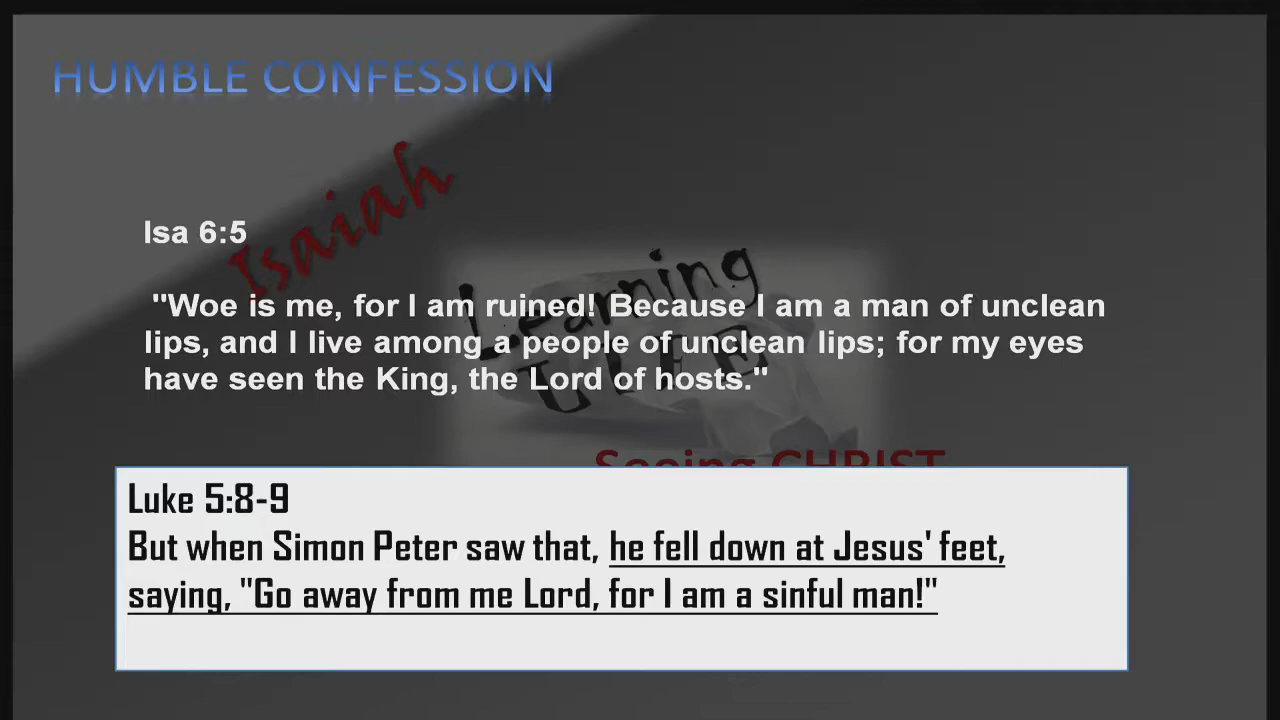 HUMBLE CONFESSION
Isaiah
Isa 6:5
Learning
LIFE
"Woe is me, for I am ruined! Because I am a man of unclean
lips, and I live among a people of unclean lips; for my eyes
have seen the King, the Lord of hosts."
Seeing CHRIST
Luke 5:8-9
But when Simon Peter saw that, he fell down at Jesus' feet,
saying, "Go away from me Lord, for I am a sinful man!"